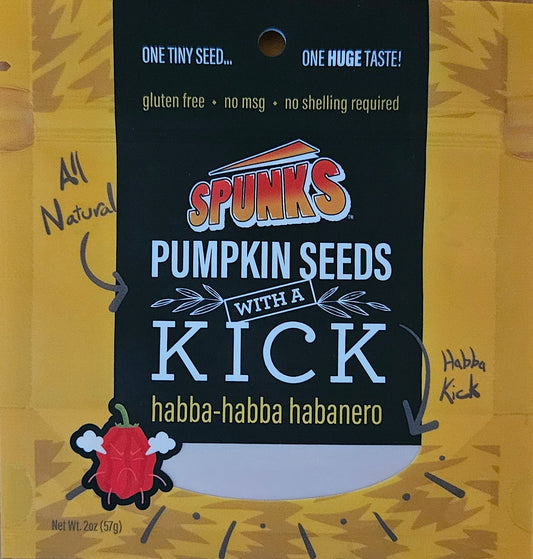 ONE TINY SEED... ONE HUGE TASTE!
gluten free • no msg • no shelling required
All
Natural
SPUNKS™
PUMPKIN SEEDS
WITH A
KICK
Habba
Kick
habba-habba habanero
Net Wt. 2oz (57g)